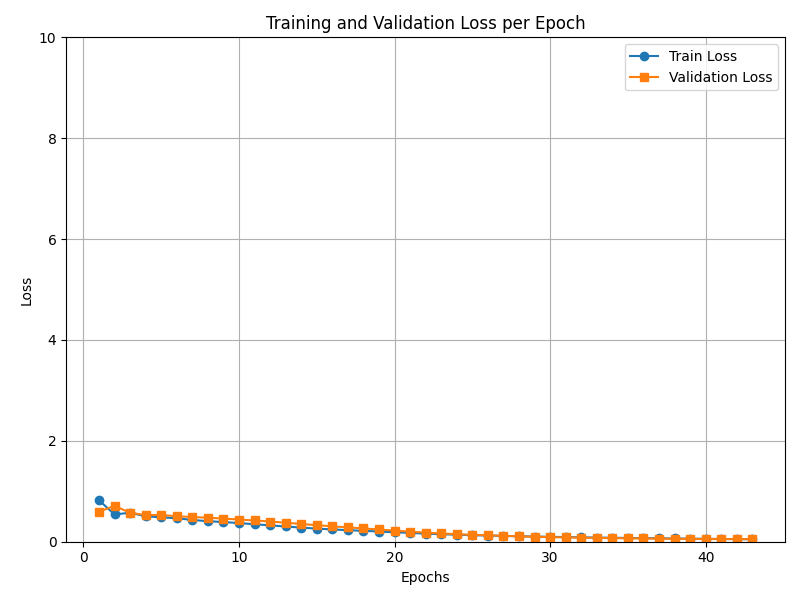 Training and Validation Loss per Epoch
Train Loss
Validation Loss
10
8
6
4
2
0
Loss
0 10 20 30 40
Epochs